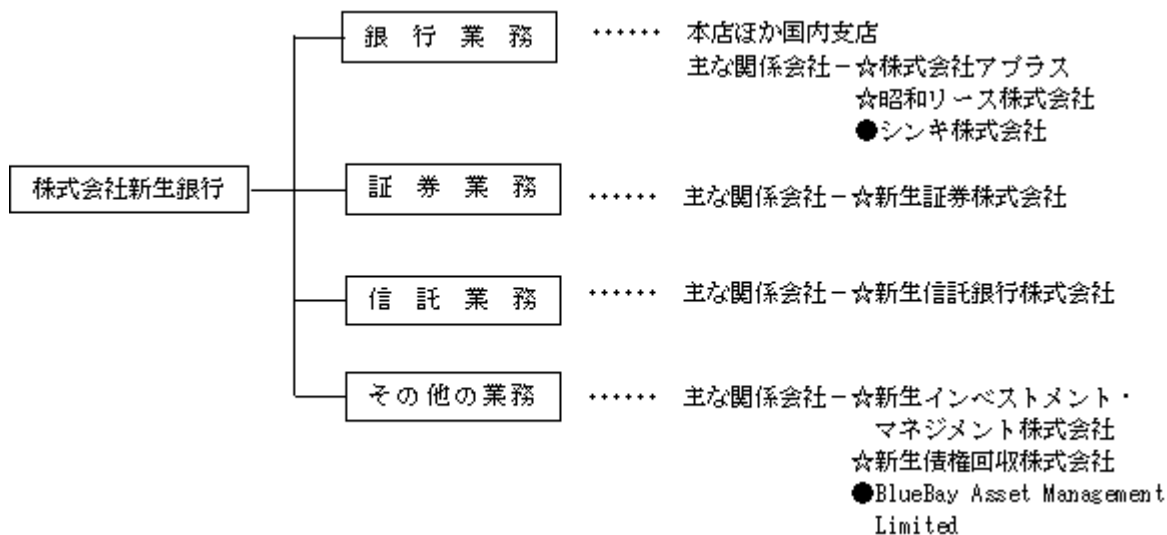 銀 行 業 務 ‥‥‥ 本店ほか国内支店
主な関係会社－☆株式会社アプラス
☆昭和リース株式会社
●シンキ株式会社
株式会社新生銀行
証 券 業 務 ‥‥‥ 主な関係会社－☆新生証券株式会社
信 託 業 務 ‥‥‥ 主な関係会社－☆新生信託銀行株式会社
その他の業務 ‥‥‥ 主な関係会社－☆新生インベストメント・
マネジメント株式会社
☆新生債権回収株式会社
●BlueBay Asset Management
Limited